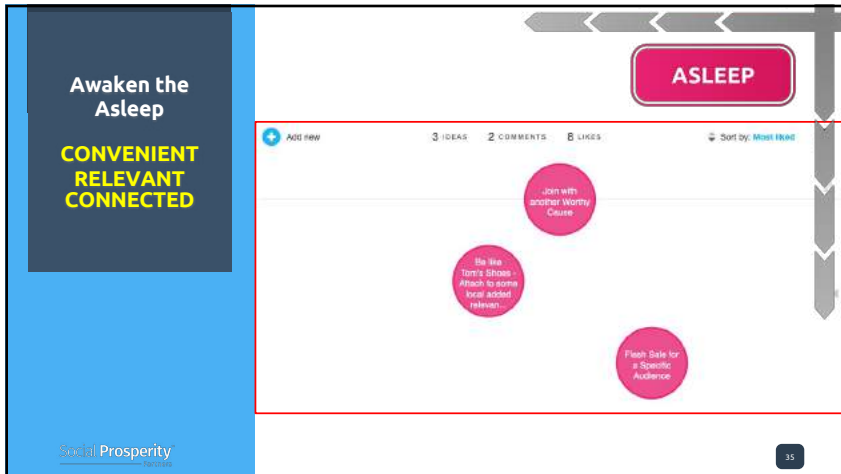 Awaken the
Asleep
CONVENIENT
RELEVANT
CONNECTED
ASLEEP
Add new
3 IDEAS 2 COMMENTS 8 LIKES
Sort by: Most liked
Join with
another Worthy
Cause
Be like
Tom's Shoes -
Attach to some
local added
relevan...
Flash Sale for
a Specific
Audience
Social Prosperity
35